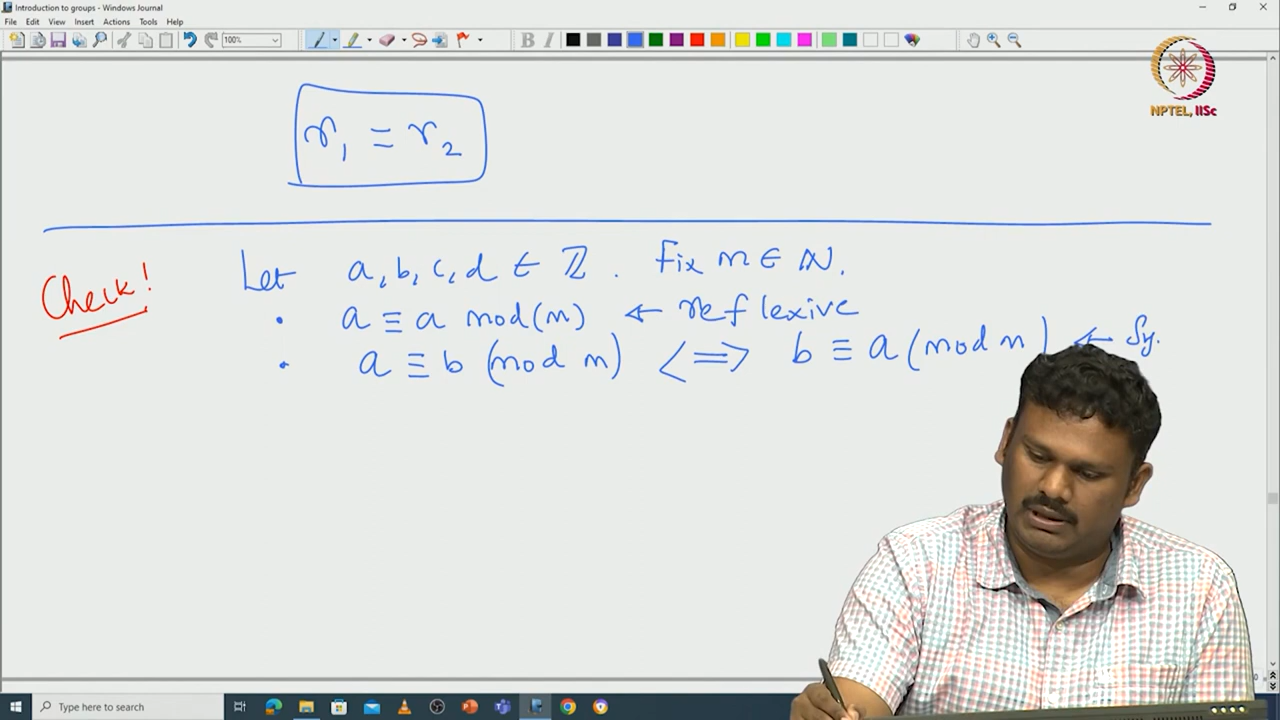 Introduction to groups - Windows Journal
File Edit View Insert Actions Tools Help
100%
B I
NPTEL, IISc
r₁ = r₂
Check!
Let a, b, c, d ∈ ℤ. Fix n ∈ ℕ.
• a ≡ a mod(n) ← reflexive
• a ≡ b (mod n) <=> b ≡ a (mod n) ← Sy.
Type here to search